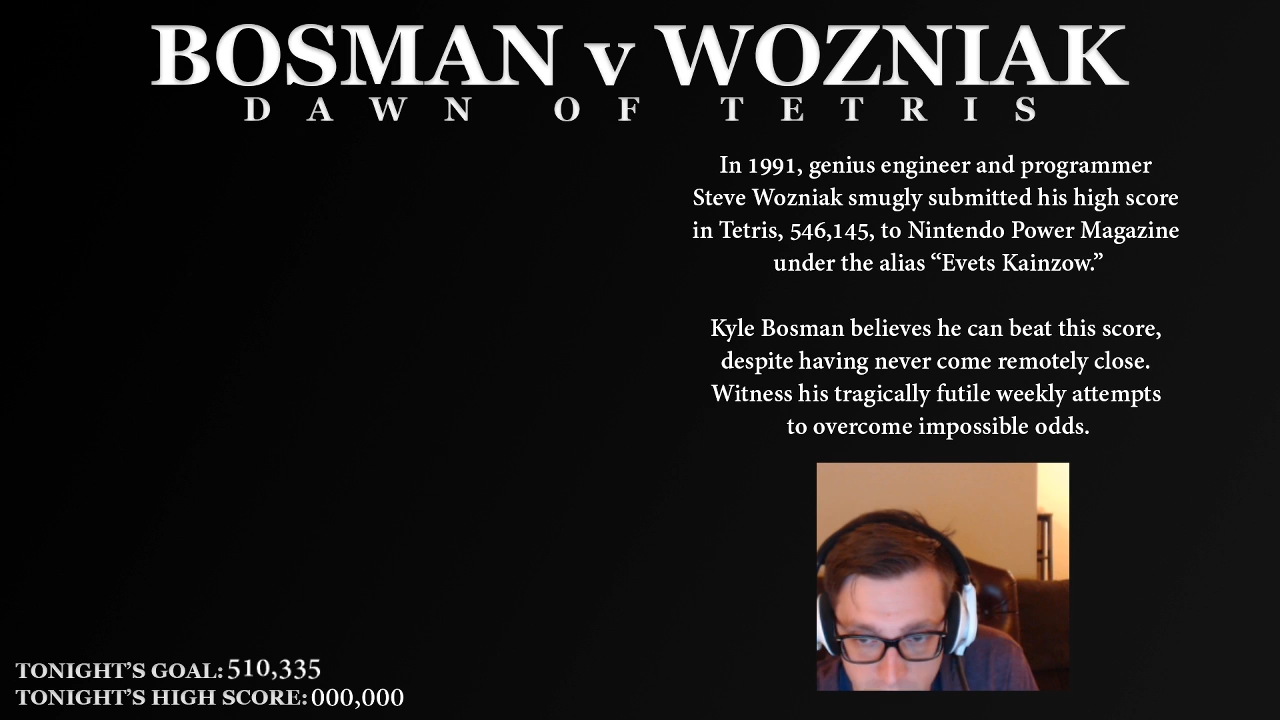 BOSMAN v WOZNIAK
DAWN OF TETRIS
In 1991, genius engineer and programmer
Steve Wozniak smugly submitted his high score
in Tetris, 546,145, to Nintendo Power Magazine
under the alias “Evets Kainzow.”
Kyle Bosman believes he can beat this score,
despite having never come remotely close.
Witness his tragically futile weekly attempts
to overcome impossible odds.
TONIGHT’S GOAL: 510,335
TONIGHT’S HIGH SCORE: 000,000